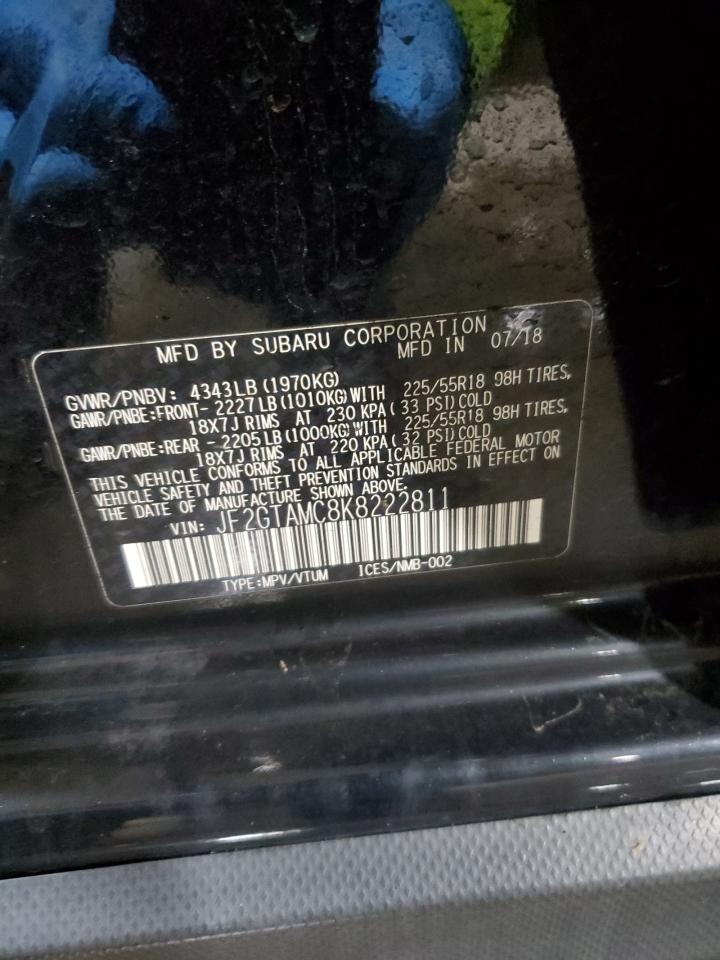 MFD BY SUBARU CORPORATION
MFD IN 07/18
GVWR/PNBV: 4343LB(1970KG)
GAWR/PNBE:FRONT- 2227LB(1010KG)WITH 225/55R18 98H TIRES,
18X7J RIMS AT 230 KPA( 33 PSI)COLD
GAWR/PNBE:REAR - 2205LB(1000KG)WITH 225/55R18 98H TIRES,
18X7J RIMS AT 220 KPA( 32 PSI)COLD
THIS VEHICLE CONFORMS TO ALL APPLICABLE FEDERAL MOTOR
VEHICLE SAFETY AND THEFT PREVENTION STANDARDS IN EFFECT ON
THE DATE OF MANUFACTURE SHOWN ABOVE.
VIN: JF2GTAMC8K8222811
TYPE:MPV/VTUM ICES/NMB-002